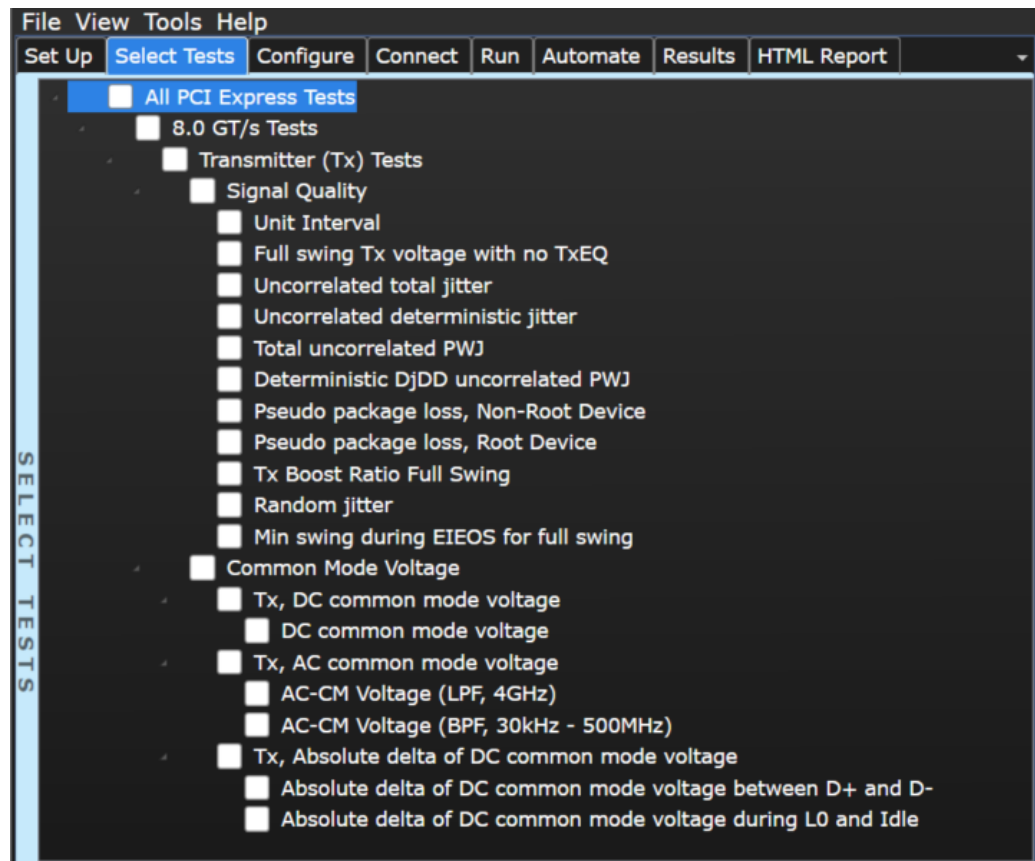 File View Tools Help
Set Up Select Tests Configure Connect Run Automate Results HTML Report
SELECT TESTS
All PCI Express Tests
8.0 GT/s Tests
Transmitter (Tx) Tests
Signal Quality
Unit Interval
Full swing Tx voltage with no TxEQ
Uncorrelated total jitter
Uncorrelated deterministic jitter
Total uncorrelated PWJ
Deterministic DjDD uncorrelated PWJ
Pseudo package loss, Non-Root Device
Pseudo package loss, Root Device
Tx Boost Ratio Full Swing
Random jitter
Min swing during EIEOS for full swing
Common Mode Voltage
Tx, DC common mode voltage
DC common mode voltage
Tx, AC common mode voltage
AC-CM Voltage (LPF, 4GHz)
AC-CM Voltage (BPF, 30kHz - 500MHz)
Tx, Absolute delta of DC common mode voltage
Absolute delta of DC common mode voltage between D+ and D-
Absolute delta of DC common mode voltage during L0 and Idle